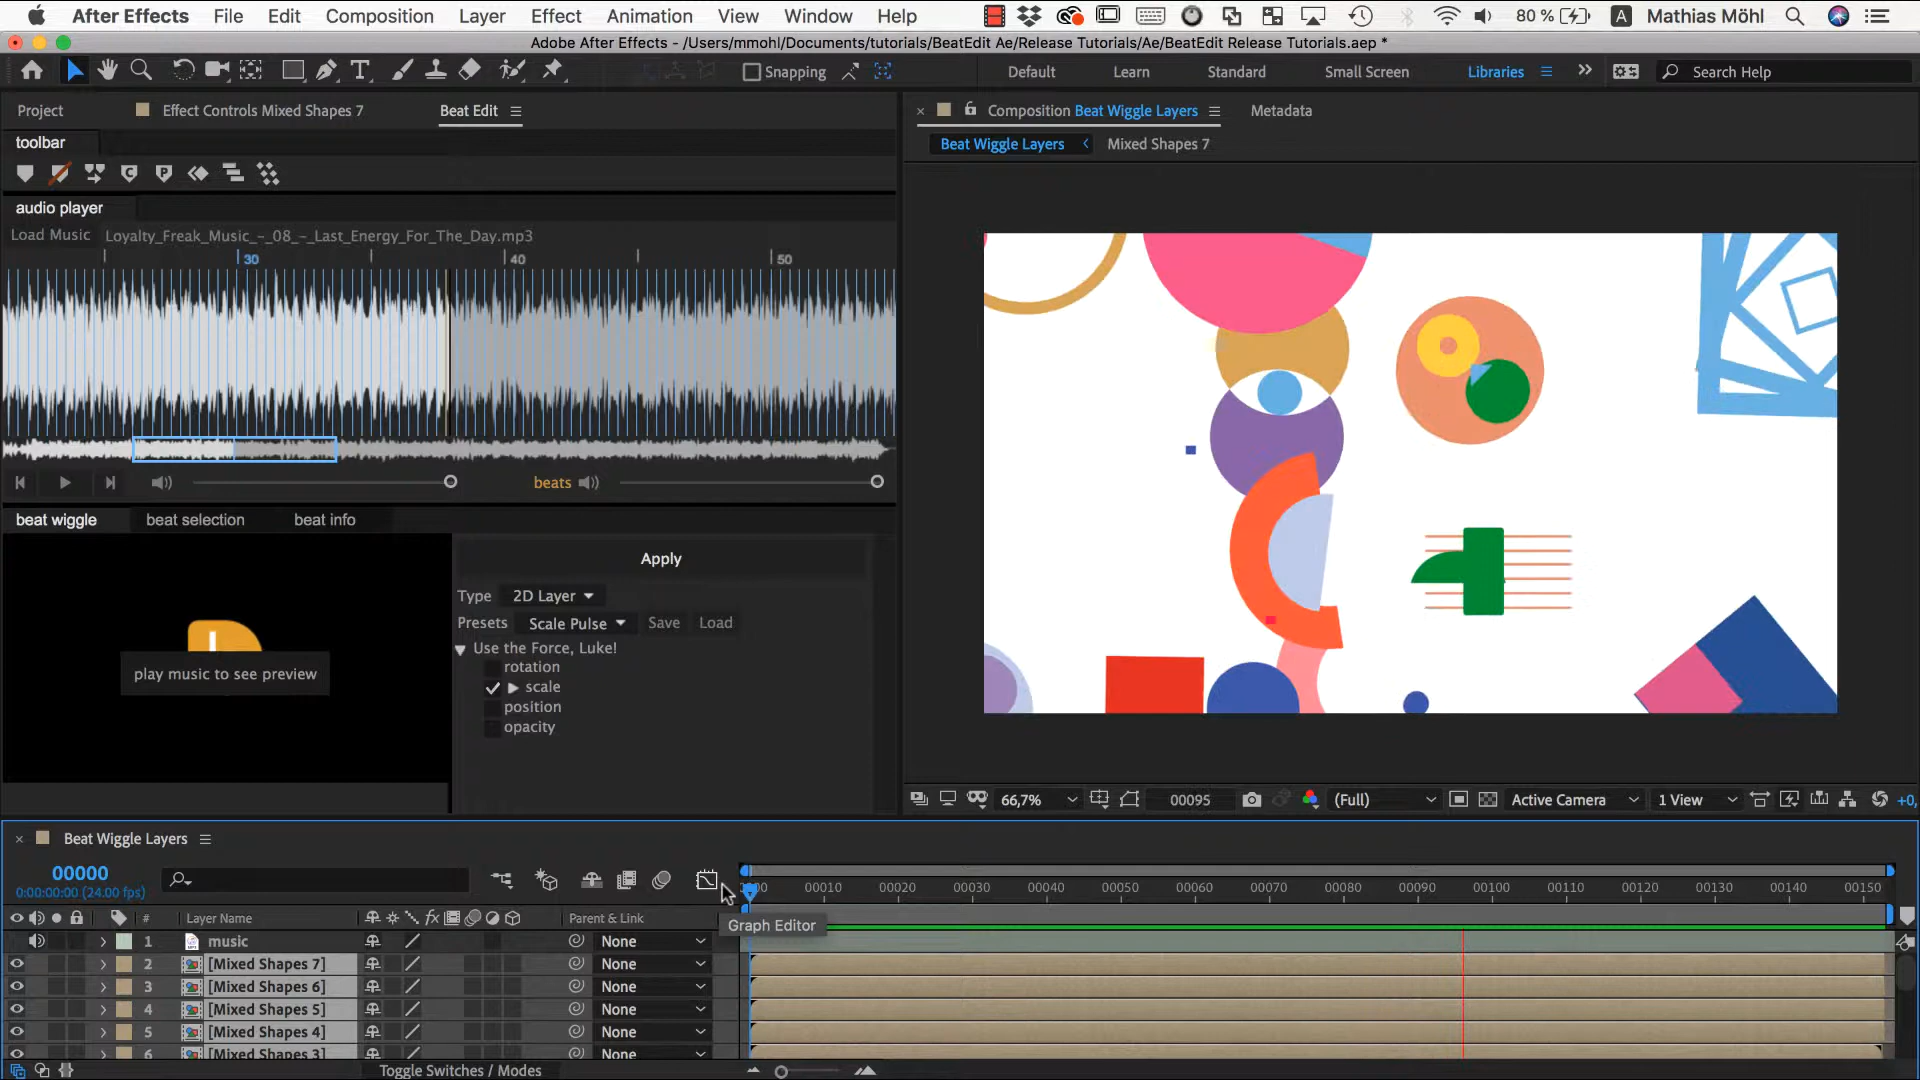 After Effects File Edit Composition Layer Effect Animation View Window Help 80 % A Mathias Möhl
Adobe After Effects - /Users/mmohl/Documents/tutorials/BeatEdit Ae/Release Tutorials/Ae/BeatEdit Release Tutorials.aep *
Snapping Default Learn Standard Small Screen Libraries Search Help
Project Effect Controls Mixed Shapes 7 Beat Edit
Composition Beat Wiggle Layers Metadata
toolbar
Beat Wiggle Layers Mixed Shapes 7
audio player
Load Music Loyalty_Freak_Music_-_08_-_Last_Energy_For_The_Day.mp3
30 40 50
beats
beat wiggle beat selection beat info
Apply
Type 2D Layer
Presets Scale Pulse Save Load
Use the Force, Luke!
rotation
play music to see preview
scale
position
opacity
66,7% 00095 (Full) Active Camera 1 View +0,
Beat Wiggle Layers
00000
0:00:00:00 (24.00 fps)
00010 00020 00030 00040 00050 00060 00070 00080 00090 00100 00110 00120 00130 00140 00150
# Layer Name fx Parent & Link
Graph Editor
1 music None
2 [Mixed Shapes 7] None
3 [Mixed Shapes 6] None
4 [Mixed Shapes 5] None
5 [Mixed Shapes 4] None
6 [Mixed Shapes 3] None
Toggle Switches / Modes